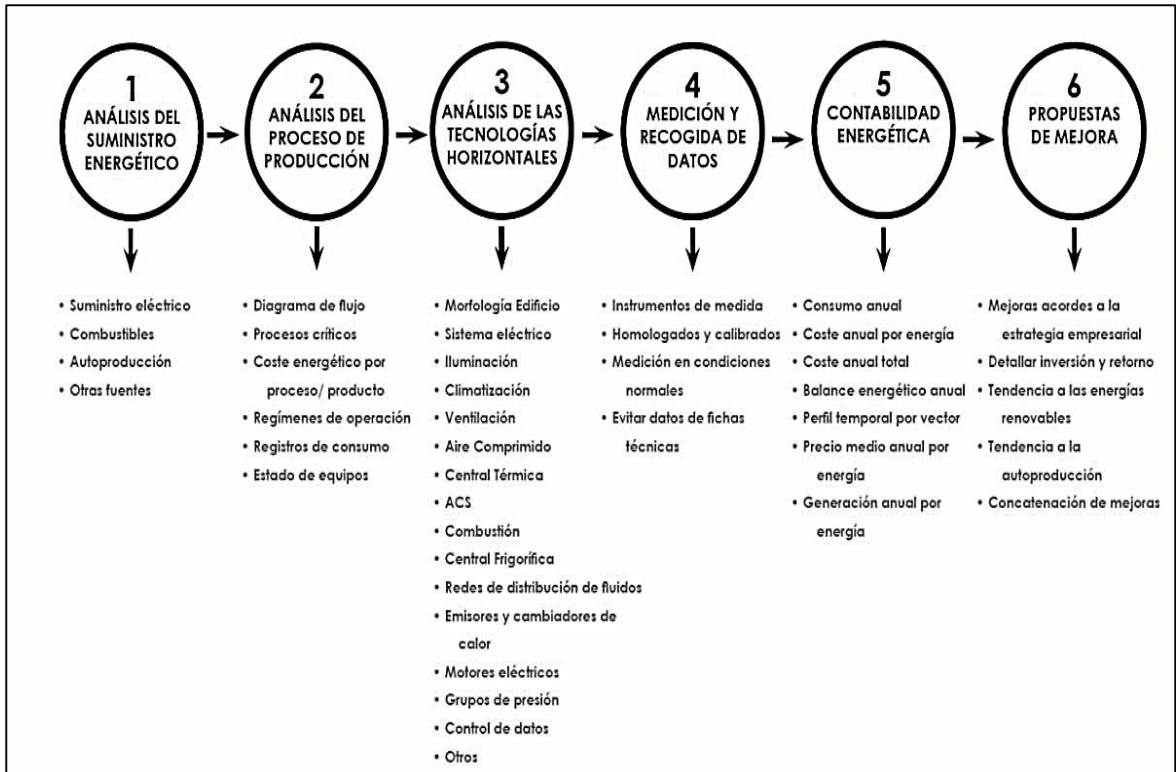 1
ANÁLISIS DEL
SUMINISTRO
ENERGÉTICO
2
ANÁLISIS DEL
PROCESO DE
PRODUCCIÓN
3
ANÁLISIS DE LAS
TECNOLOGÍAS
HORIZONTALES
4
MEDICIÓN Y
RECOGIDA DE
DATOS
5
CONTABILIDAD
ENERGÉTICA
6
PROPUESTAS
DE MEJORA
• Suministro eléctrico
• Combustibles
• Autoproducción
• Otras fuentes
• Diagrama de flujo
• Procesos críticos
• Coste energético por
proceso/ producto
• Regímenes de operación
• Registros de consumo
• Estado de equipos
• Morfología Edificio
• Sistema eléctrico
• Iluminación
• Climatización
• Ventilación
• Aire Comprimido
• Central Térmica
• ACS
• Combustión
• Central Frigorífica
• Redes de distribución de fluidos
• Emisores y cambiadores de
calor
• Motores eléctricos
• Grupos de presión
• Control de datos
• Otros
• Instrumentos de medida
• Homologados y calibrados
• Medición en condiciones
normales
• Evitar datos de fichas
técnicas
• Consumo anual
• Coste anual por energía
• Coste anual total
• Balance energético anual
• Perfil temporal por vector
• Precio medio anual por
energía
• Generación anual por
energía
• Mejoras acordes a la
estrategia empresarial
• Detallar inversión y retorno
• Tendencia a las energías
renovables
• Tendencia a la
autoproducción
• Concatenación de mejoras